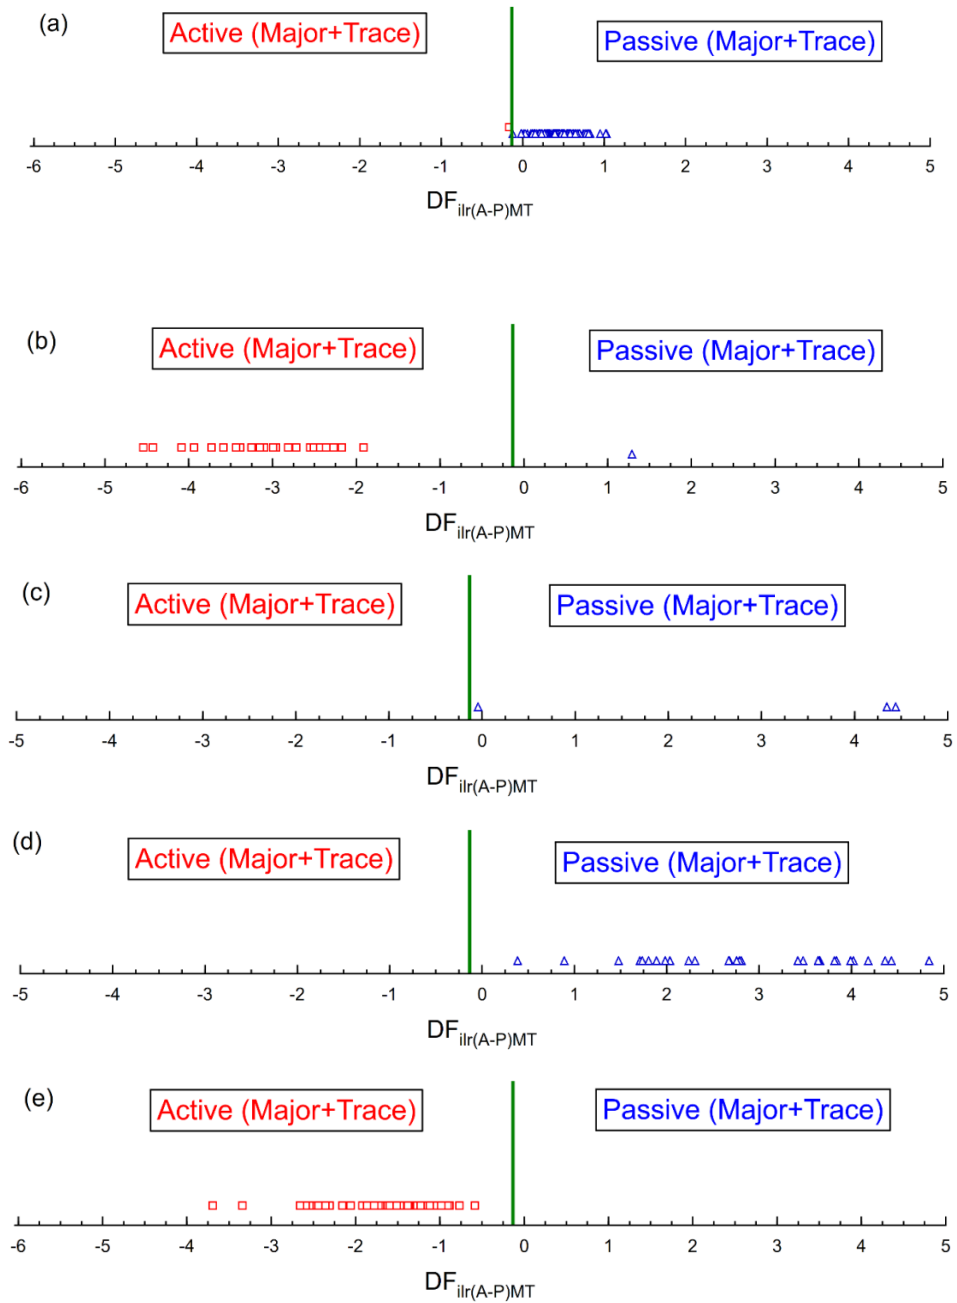 (a)
Active (Major+Trace)
Passive (Major+Trace)
-6 -5 -4 -3 -2 -1 0 1 2 3 4 5
DFilr(A-P)MT
(b)
Active (Major+Trace)
Passive (Major+Trace)
-6 -5 -4 -3 -2 -1 0 1 2 3 4 5
DFilr(A-P)MT
(c)
Active (Major+Trace)
Passive (Major+Trace)
-5 -4 -3 -2 -1 0 1 2 3 4 5
DFilr(A-P)MT
(d)
Active (Major+Trace)
Passive (Major+Trace)
-5 -4 -3 -2 -1 0 1 2 3 4 5
DFilr(A-P)MT
(e)
Active (Major+Trace)
Passive (Major+Trace)
-6 -5 -4 -3 -2 -1 0 1 2 3 4 5
DFilr(A-P)MT